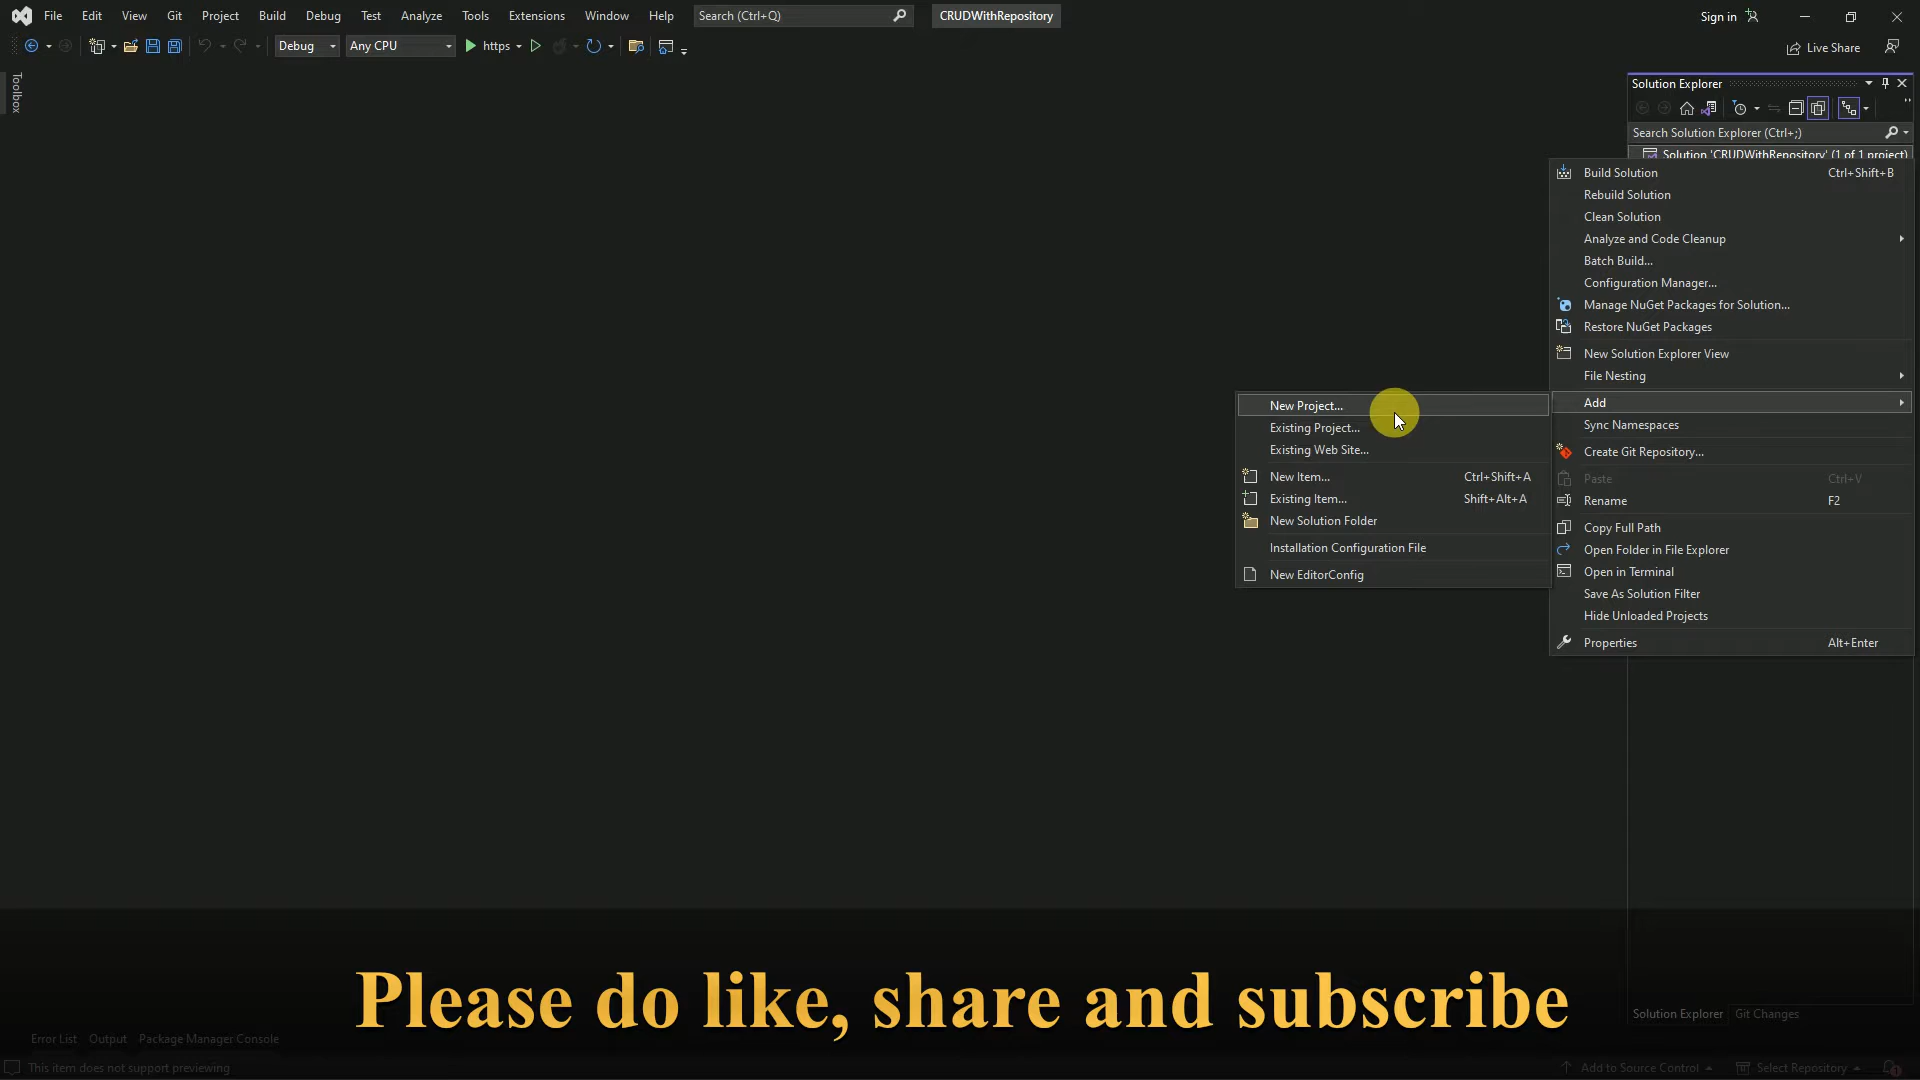 File Edit View Git Project Build Debug Test Analyze Tools Extensions Window Help Search (Ctrl+Q) CRUDWithRepository Sign in
Debug Any CPU https Live Share
Toolbox
Solution Explorer
Search Solution Explorer (Ctrl+;)
Solution 'CRUDWithRepository' (1 of 1 project)
Build Solution Ctrl+Shift+B
Rebuild Solution
Clean Solution
Analyze and Code Cleanup
Batch Build...
Configuration Manager...
Manage NuGet Packages for Solution...
Restore NuGet Packages
New Solution Explorer View
File Nesting
Add
Sync Namespaces
Create Git Repository...
Paste Ctrl+V
Rename F2
Copy Full Path
Open Folder in File Explorer
Open in Terminal
Save As Solution Filter
Hide Unloaded Projects
Properties Alt+Enter
New Project...
Existing Project...
Existing Web Site...
New Item... Ctrl+Shift+A
Existing Item... Shift+Alt+A
New Solution Folder
Installation Configuration File
New EditorConfig
Please do like, share and subscribe
Solution Explorer Git Changes
Error List Output Package Manager Console
This item does not support previewing Add to Source Control Select Repository 1